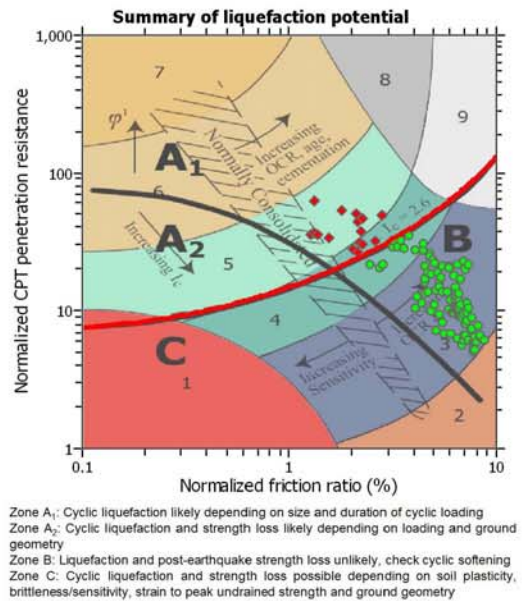 Summary of liquefaction potential
1,000
7
8
9
φ'
A1
Normally Consolidated
Increasing
OCR, age,
cementation
100
6
A2
Increasing Ic
5
Ic = 2.6
B
Normalized CPT penetration resistance
10
4
C
1
Increasing
Sensitivity
OCR
3
2
1
0.1
1
10
Normalized friction ratio (%)
Zone A1: Cyclic liquefaction likely depending on size and duration of cyclic loading
Zone A2: Cyclic liquefaction and strength loss likely depending on loading and ground
geometry
Zone B: Liquefaction and post-earthquake strength loss unlikely, check cyclic softening
Zone C: Cyclic liquefaction and strength loss possible depending on soil plasticity,
brittleness/sensitivity, strain to peak undrained strength and ground geometry